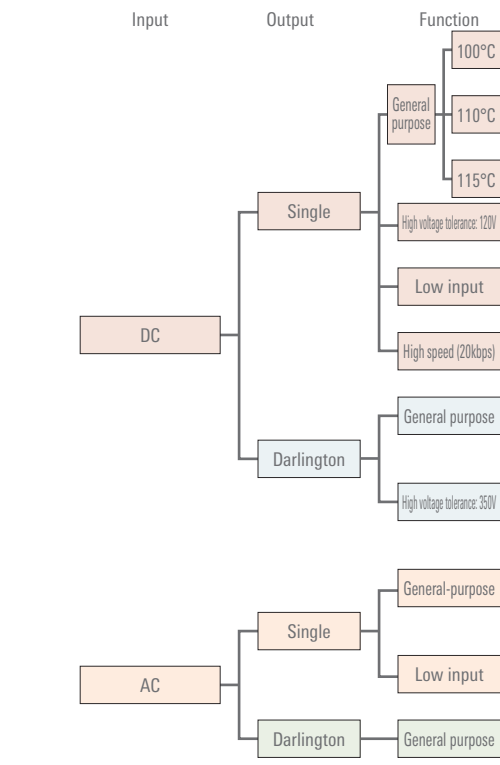 Input Output Function
100°C
General
purpose
110°C
115°C
Single
High voltage tolerance: 120V
Low input
DC
High speed (20kbps)
General purpose
Darlington
High voltage tolerance: 350V
General-purpose
Single
Low input
AC
Darlington
General purpose